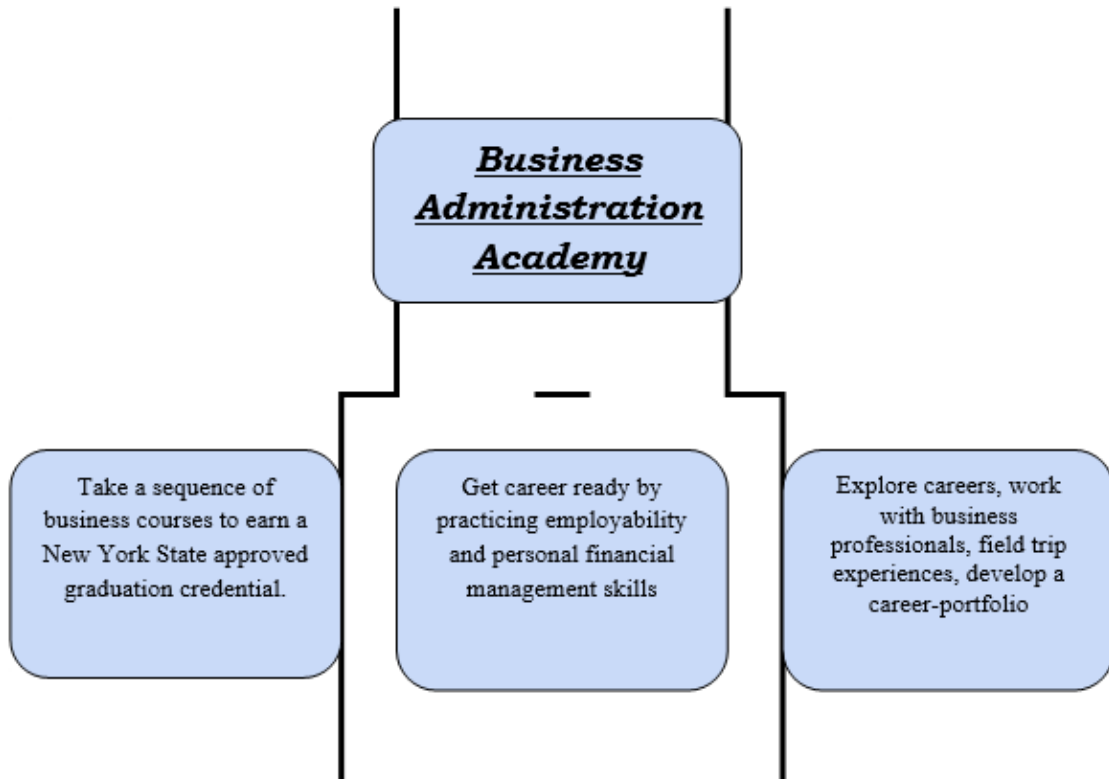 Business
Administration
Academy
Take a sequence of
business courses to earn a
New York State approved
graduation credential.
Get career ready by
practicing employability
and personal financial
management skills
Explore careers, work
with business
professionals, field trip
experiences, develop a
career-portfolio